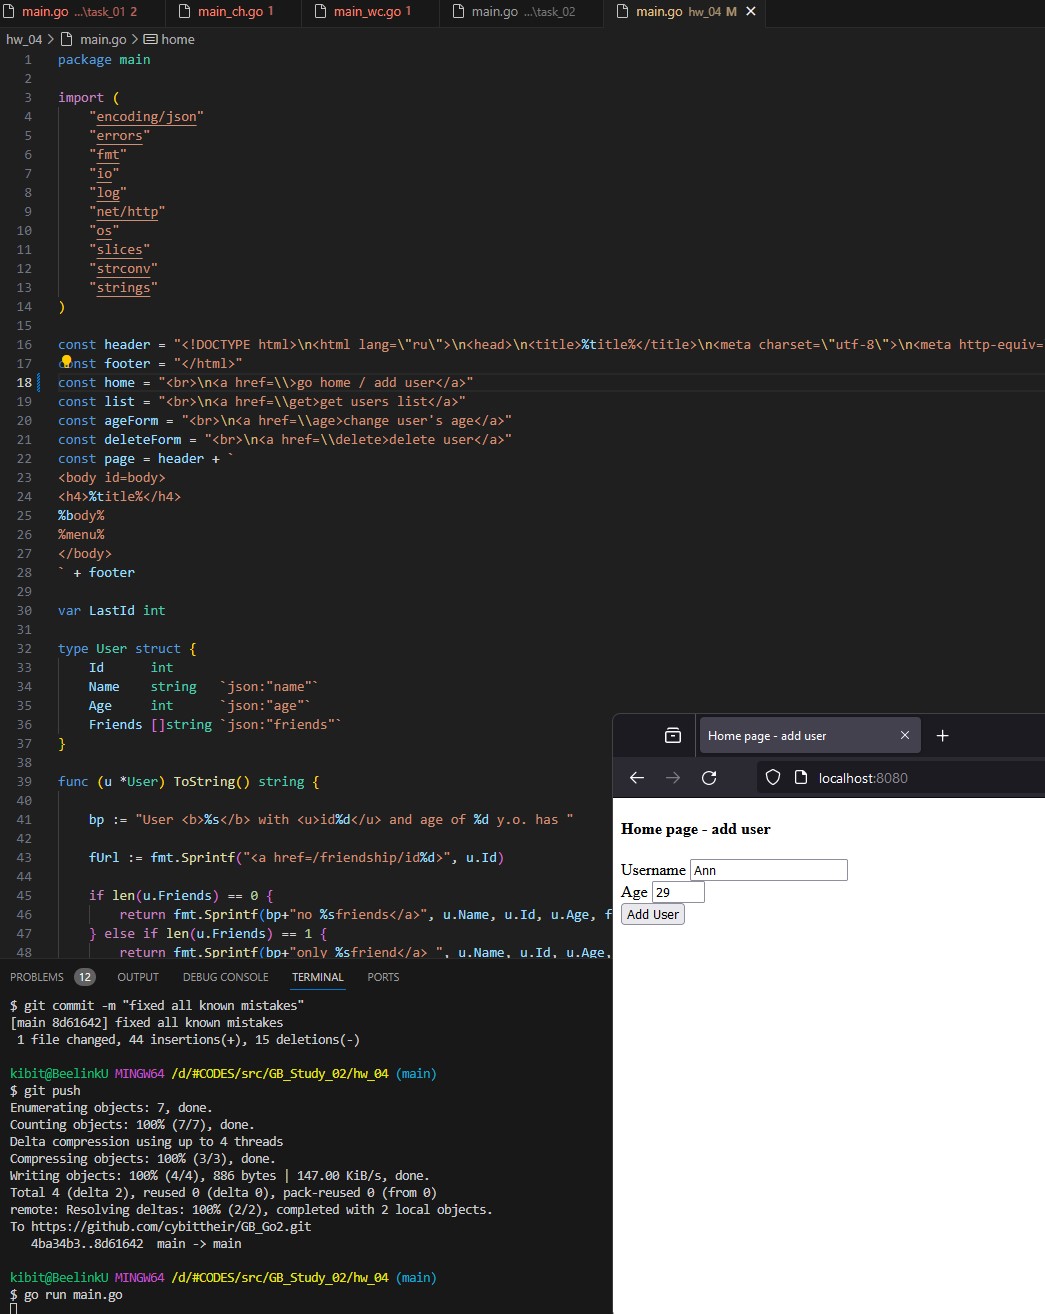 main.go ...\task_01 2 main_ch.go 1 main_wc.go 1 main.go ...\task_02 main.go hw_04 M
hw_04 > main.go > home
1 package main
2
3 import (
4 "encoding/json"
5 "errors"
6 "fmt"
7 "io"
8 "log"
9 "net/http"
10 "os"
11 "slices"
12 "strconv"
13 "strings"
14 )
15
16 const header = "<!DOCTYPE html>\n<html lang=\"ru\">\n<head>\n<title>%title%</title>\n<meta charset=\"utf-8\">\n<meta http-equiv=
17 const footer = "</html>"
18 const home = "<br>\n<a href=\\>go home / add user</a>"
19 const list = "<br>\n<a href=\\get>get users list</a>"
20 const ageForm = "<br>\n<a href=\\age>change user's age</a>"
21 const deleteForm = "<br>\n<a href=\\delete>delete user</a>"
22 const page = header + `
23 <body id=body>
24 <h4>%title%</h4>
25 %body%
26 %menu%
27 </body>
28 ` + footer
29
30 var LastId int
31
32 type User struct {
33 Id int
34 Name string `json:"name"`
35 Age int `json:"age"`
36 Friends []string `json:"friends"`
37 }
38
39 func (u *User) ToString() string {
40
41 bp := "User <b>%s</b> with <u>id%d</u> and age of %d y.o. has "
42
43 fUrl := fmt.Sprintf("<a href=/friendship/id%d>", u.Id)
44
45 if len(u.Friends) == 0 {
46 return fmt.Sprintf(bp+"no %sfriends</a>", u.Name, u.Id, u.Age, f
47 } else if len(u.Friends) == 1 {
48 return fmt.Sprintf(bp+"only %sfriend</a> ", u.Name, u.Id, u.Age,
Home page - add user
localhost:8080
Home page - add user
Username Ann
Age 29
Add User
PROBLEMS 12 OUTPUT DEBUG CONSOLE TERMINAL PORTS
$ git commit -m "fixed all known mistakes"
[main 8d61642] fixed all known mistakes
1 file changed, 44 insertions(+), 15 deletions(-)
kibit@BeelinkU MINGW64 /d/#CODES/src/GB_Study_02/hw_04 (main)
$ git push
Enumerating objects: 7, done.
Counting objects: 100% (7/7), done.
Delta compression using up to 4 threads
Compressing objects: 100% (3/3), done.
Writing objects: 100% (4/4), 886 bytes | 147.00 KiB/s, done.
Total 4 (delta 2), reused 0 (delta 0), pack-reused 0 (from 0)
remote: Resolving deltas: 100% (2/2), completed with 2 local objects.
To https://github.com/cybittheir/GB_Go2.git
4ba34b3..8d61642 main -> main
kibit@BeelinkU MINGW64 /d/#CODES/src/GB_Study_02/hw_04 (main)
$ go run main.go